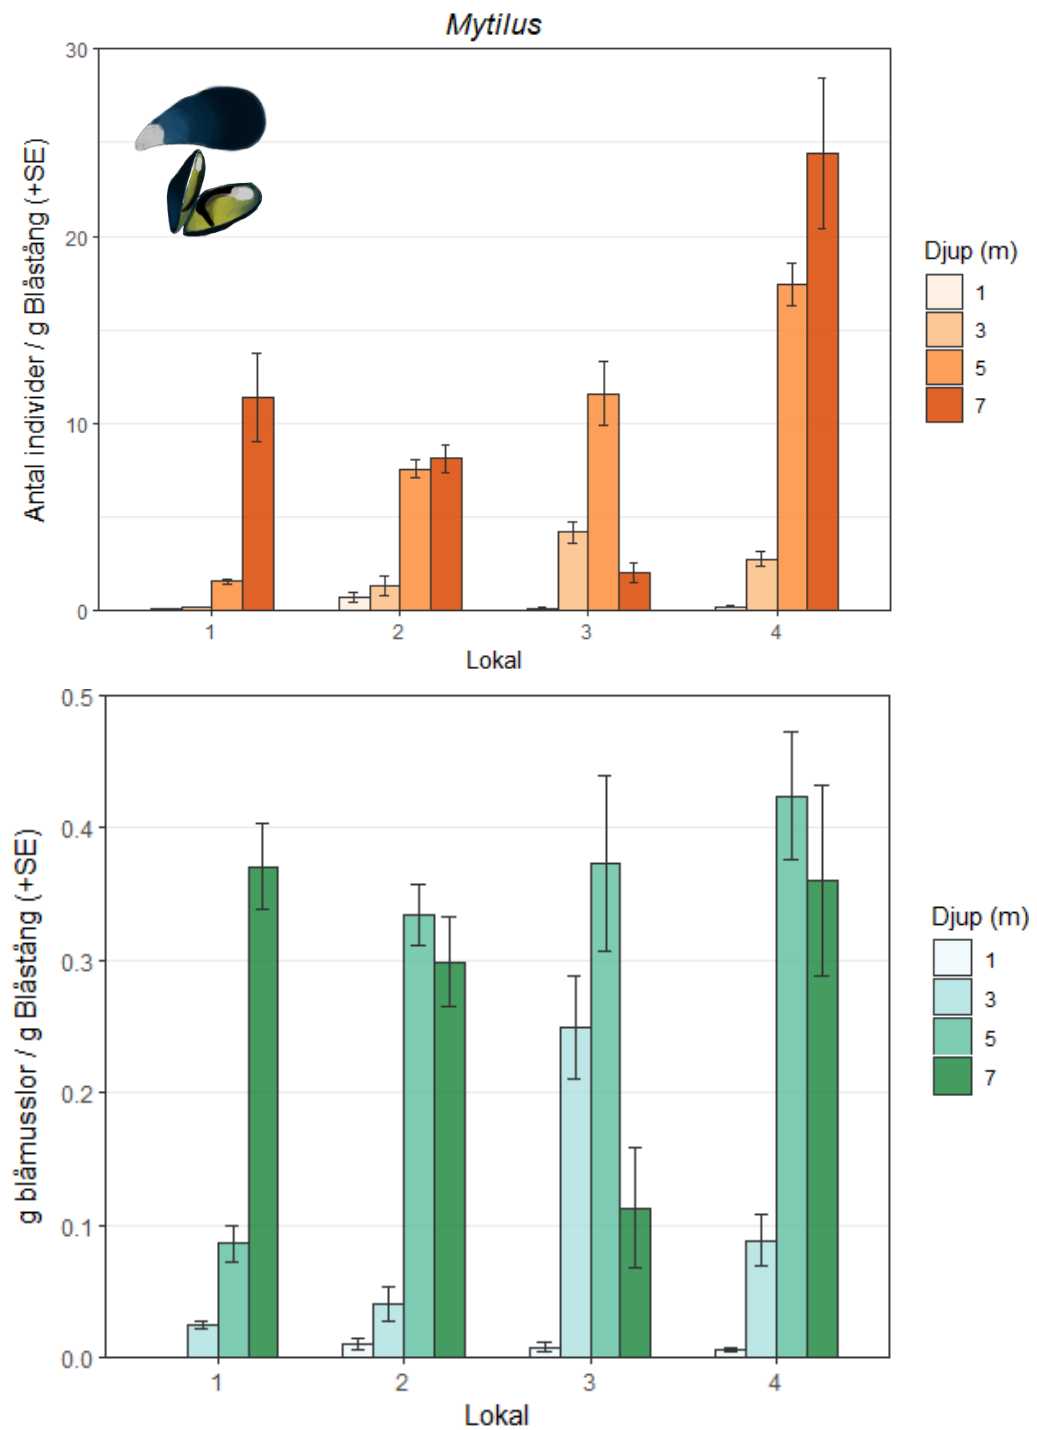 Mytilus
Antal individer / g Blåstång (+SE)
30
20
10
0
1 2 3 4
Lokal
Djup (m)
1
3
5
7
g blåmusslor / g Blåstång (+SE)
0.5
0.4
0.3
0.2
0.1
0.0
1 2 3 4
Lokal
Djup (m)
1
3
5
7